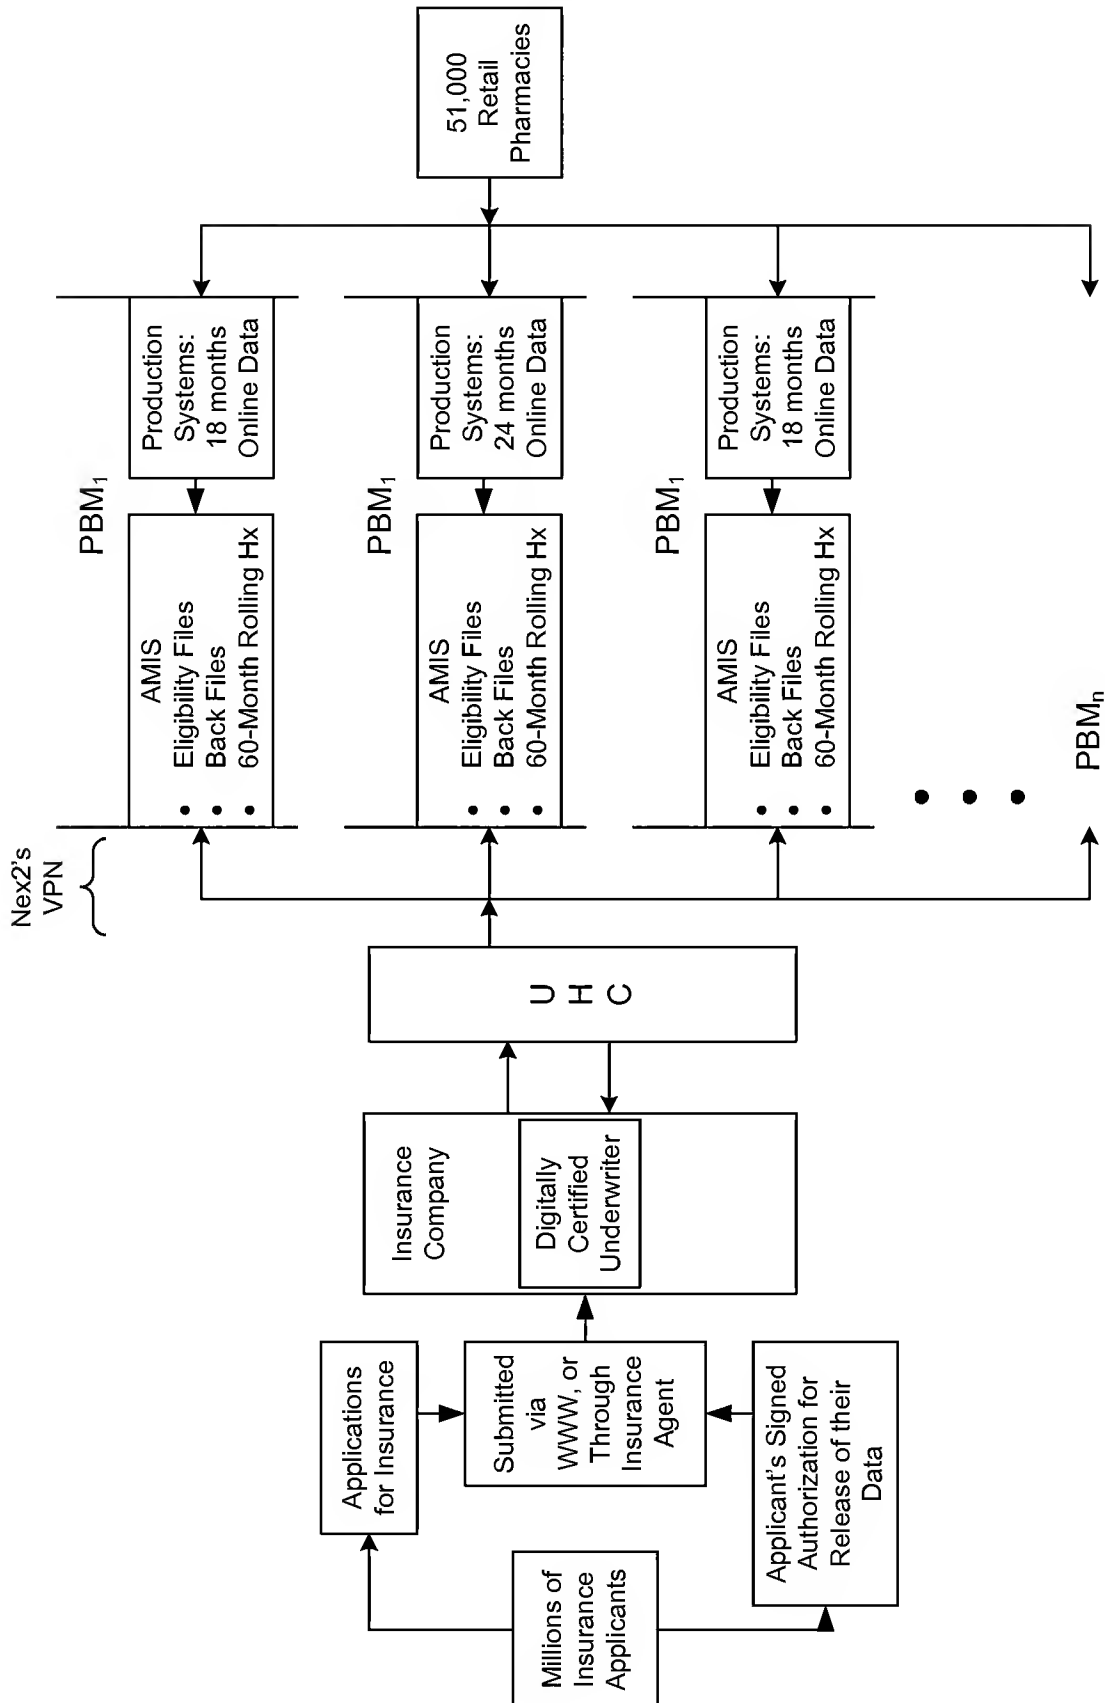 Millions of
Insurance
Applicants
Applications
for Insurance
Submitted
via
WWW, or
Through
Insurance
Agent
Applicant's Signed
Authorization for
Release of their
Data
Insurance
Company
Digitally
Certified
Underwriter
U
H
C
Nex2's
VPN
PBM₁
AMIS
• Eligibility Files
• Back Files
• 60-Month Rolling Hx
Production
Systems:
18 months
Online Data
PBM₁
AMIS
• Eligibility Files
• Back Files
• 60-Month Rolling Hx
Production
Systems:
24 months
Online Data
PBM₁
AMIS
• Eligibility Files
• Back Files
• 60-Month Rolling Hx
Production
Systems:
18 months
Online Data
PBMₙ
51,000
Retail
Pharmacies